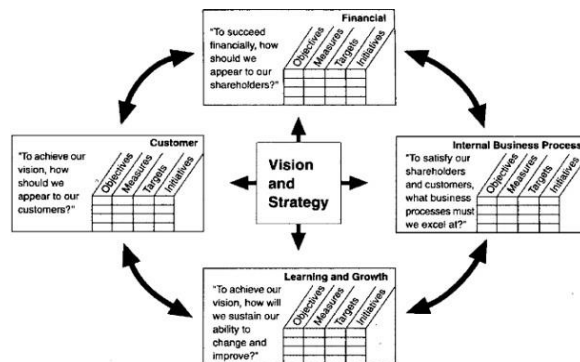 Financial
"To succeed
financially, how
should we
appear to our
shareholders?"
Objectives
Measures
Targets
Initiatives
Customer
"To achieve our
vision, how
should we
appear to our
customers?"
Objectives
Measures
Targets
Initiatives
Vision
and
Strategy
Internal Business Process
"To satisfy our
shareholders
and customers,
what business
processes must
we excel at?"
Objectives
Measures
Targets
Initiatives
Learning and Growth
"To achieve our
vision, how will
we sustain our
ability to
change and
improve?"
Objectives
Measures
Targets
Initiatives